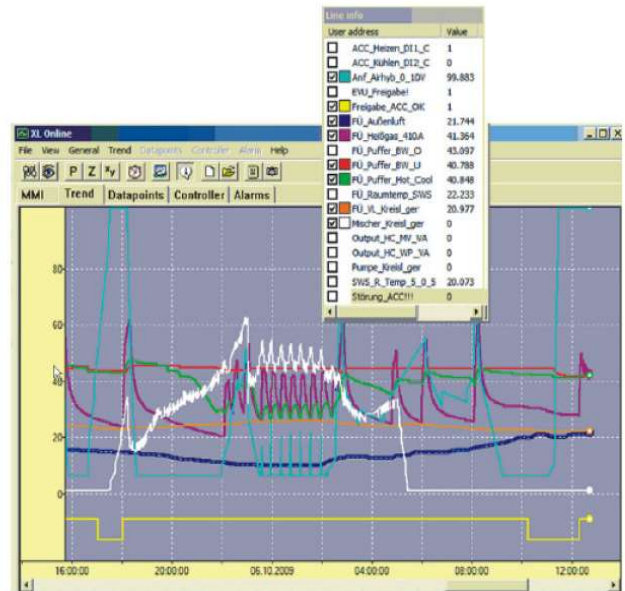 Line info
User address Value
ACC_Heizen_DI1_C 1
ACC_Kühlen_DI2_C 0
Anf_Airhyb_0_10V 99.883
EVU_Freigabe! 1
Freigabe_ACC_OK 1
FÜ_Außenluft 21.744
FÜ_Heißgas_410A 41.364
FÜ_Puffer_BW_O 43.097
FÜ_Puffer_BW_U 40.788
FÜ_Puffer_Hot_Cool 40.848
FÜ_Raumtemp_SWS 22.233
FÜ_VL_Kreisl_ger 20.977
Mischer_Kreisl_ger 0
Output_HC_MV_VA 0
Output_HC_WP_VA 0
Pumpe_Kreisl_ger 0
SWS_R_Temp_5_0_5 20.073
Störung_ACC!!! 0
XL Online
File View General Trend Datapoints Controller Alarm Help
P Z xy
MMI Trend Datapoints Controller Alarms
80
60
40
20
0
16:00:00 20:00:00 06.10.2009 04:00:00 08:00:00 12:00:00